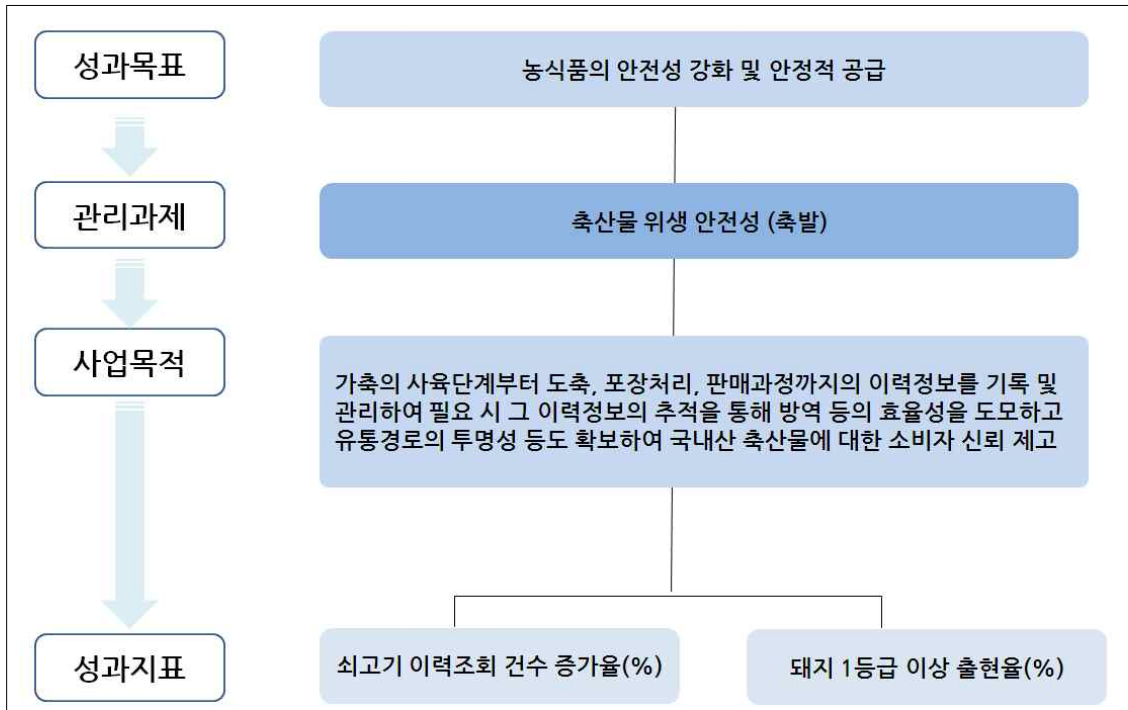 성과목표
농식품의 안전성 강화 및 안정적 공급
관리과제
축산물 위생 안전성 (축발)
사업목적
가축의 사육단계부터 도축, 포장처리, 판매과정까지의 이력정보를 기록 및
관리하여 필요 시 그 이력정보의 추적을 통해 방역 등의 효율성을 도모하고
유통경로의 투명성 등도 확보하여 국내산 축산물에 대한 소비자 신뢰 제고
성과지표
쇠고기 이력조회 건수 증가율(%)
돼지 1등급 이상 출현율(%)